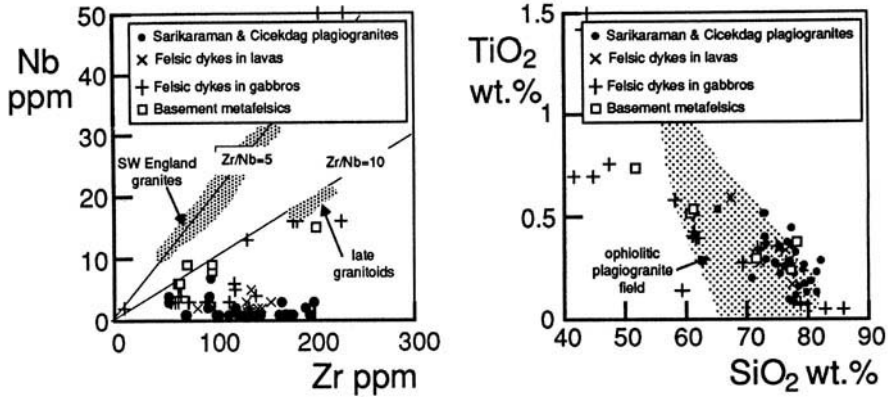 50
40
30
20
10
0
Nb
ppm
Sarikaraman & Cicekdag plagiogranites
Felsic dykes in lavas
Felsic dykes in gabbros
Basement metafelsics
SW England
granites
Zr/Nb=5
Zr/Nb=10
late
granitoids
0
100
200
300
Zr ppm
1.5
1
0.5
0
TiO2
wt.%
Sarikaraman & Cicekdag plagiogranites
Felsic dykes in lavas
Felsic dykes in gabbros
Basement metafelsics
ophiolitic
plagiogranite
field
40
50
60
70
80
90
SiO2 wt.%